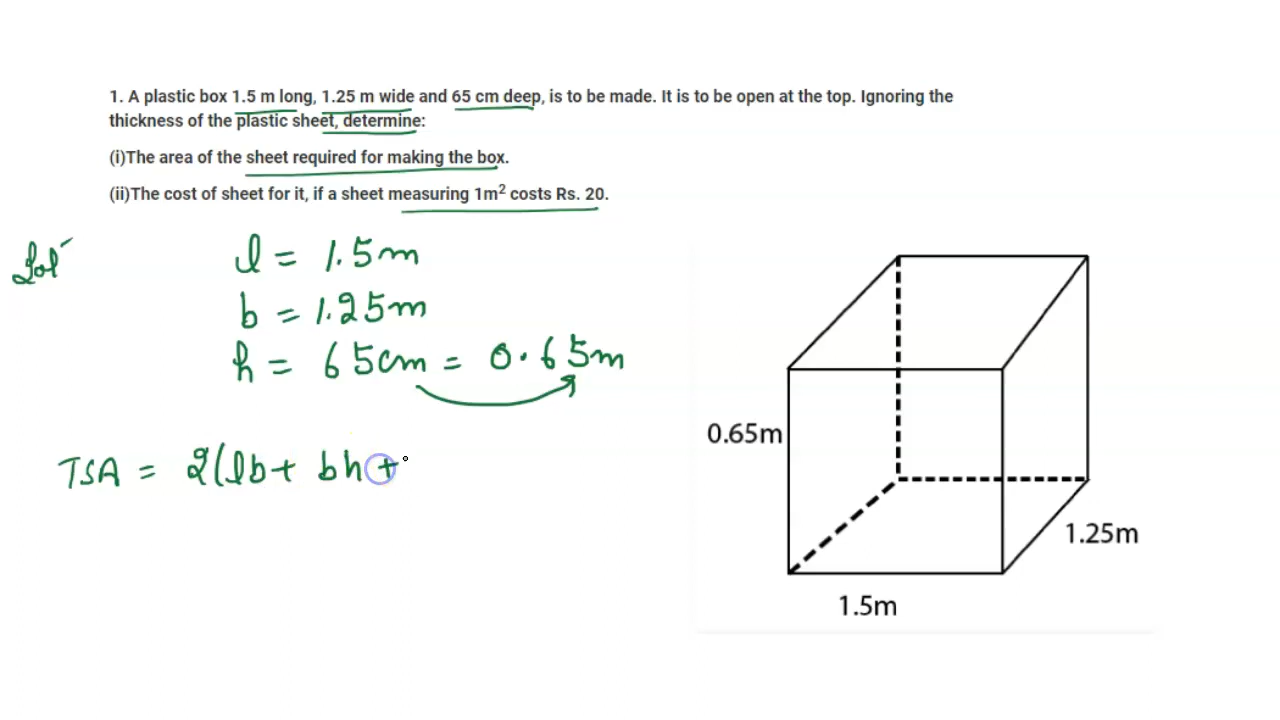 1. A plastic box 1.5 m long, 1.25 m wide and 65 cm deep, is to be made. It is to be open at the top. Ignoring the
thickness of the plastic sheet, determine:
(i)The area of the sheet required for making the box.
(ii)The cost of sheet for it, if a sheet measuring 1m² costs Rs. 20.
Sol
l = 1.5m
b = 1.25m
h = 65cm = 0.65m
TSA = 2(lb + bh +
0.65m
1.25m
1.5m